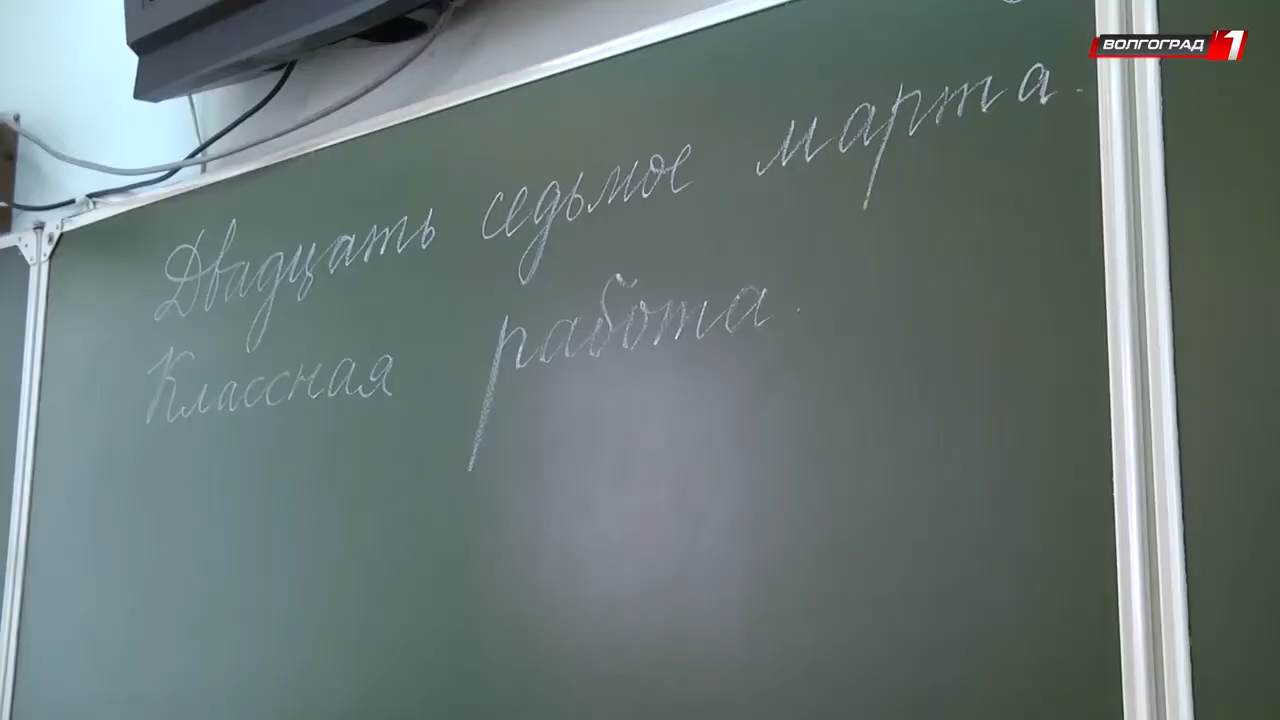 ВОЛГОГРАД 1
Двадцать седьмое марта.
Классная работа.